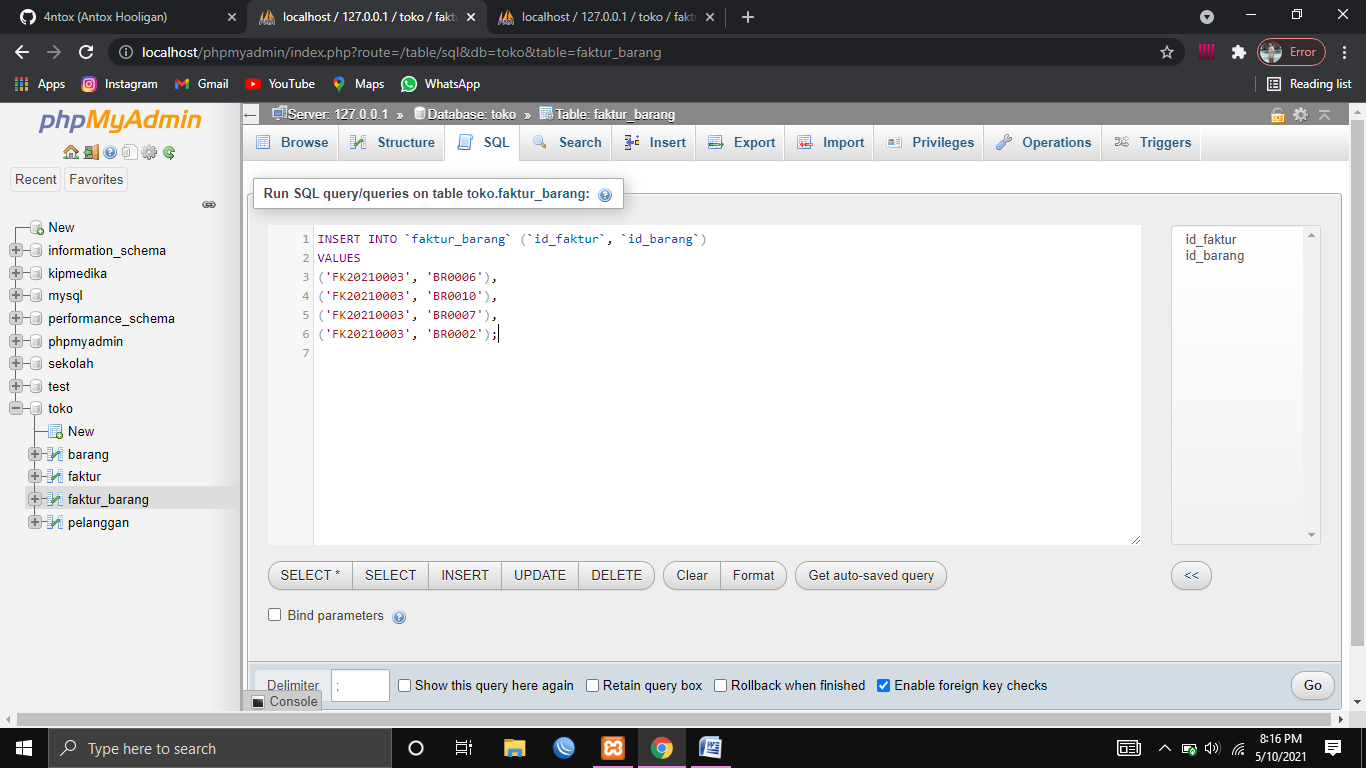 4ntox (Antox Hooligan)
localhost / 127.0.0.1 / toko / fakt
localhost / 127.0.0.1 / toko / fakt
localhost/phpmyadmin/index.php?route=/table/sql&db=toko&table=faktur_barang
Error
Apps Instagram Gmail YouTube Maps WhatsApp Reading list
phpMyAdmin
Recent Favorites
New
information_schema
kipmedika
mysql
performance_schema
phpmyadmin
sekolah
test
toko
New
barang
faktur
faktur_barang
pelanggan
Server: 127.0.0.1 » Database: toko » Table: faktur_barang
Browse Structure SQL Search Insert Export Import Privileges Operations Triggers
Run SQL query/queries on table toko.faktur_barang:
1 INSERT INTO `faktur_barang` (`id_faktur`, `id_barang`)
2 VALUES
3 ('FK20210003', 'BR0006'),
4 ('FK20210003', 'BR0010'),
5 ('FK20210003', 'BR0007'),
6 ('FK20210003', 'BR0002');
7
id_faktur
id_barang
SELECT * SELECT INSERT UPDATE DELETE Clear Format Get auto-saved query <<
Bind parameters
Delimiter ; Show this query here again Retain query box Rollback when finished Enable foreign key checks Go
Console
Type here to search
8:16 PM
5/10/2021